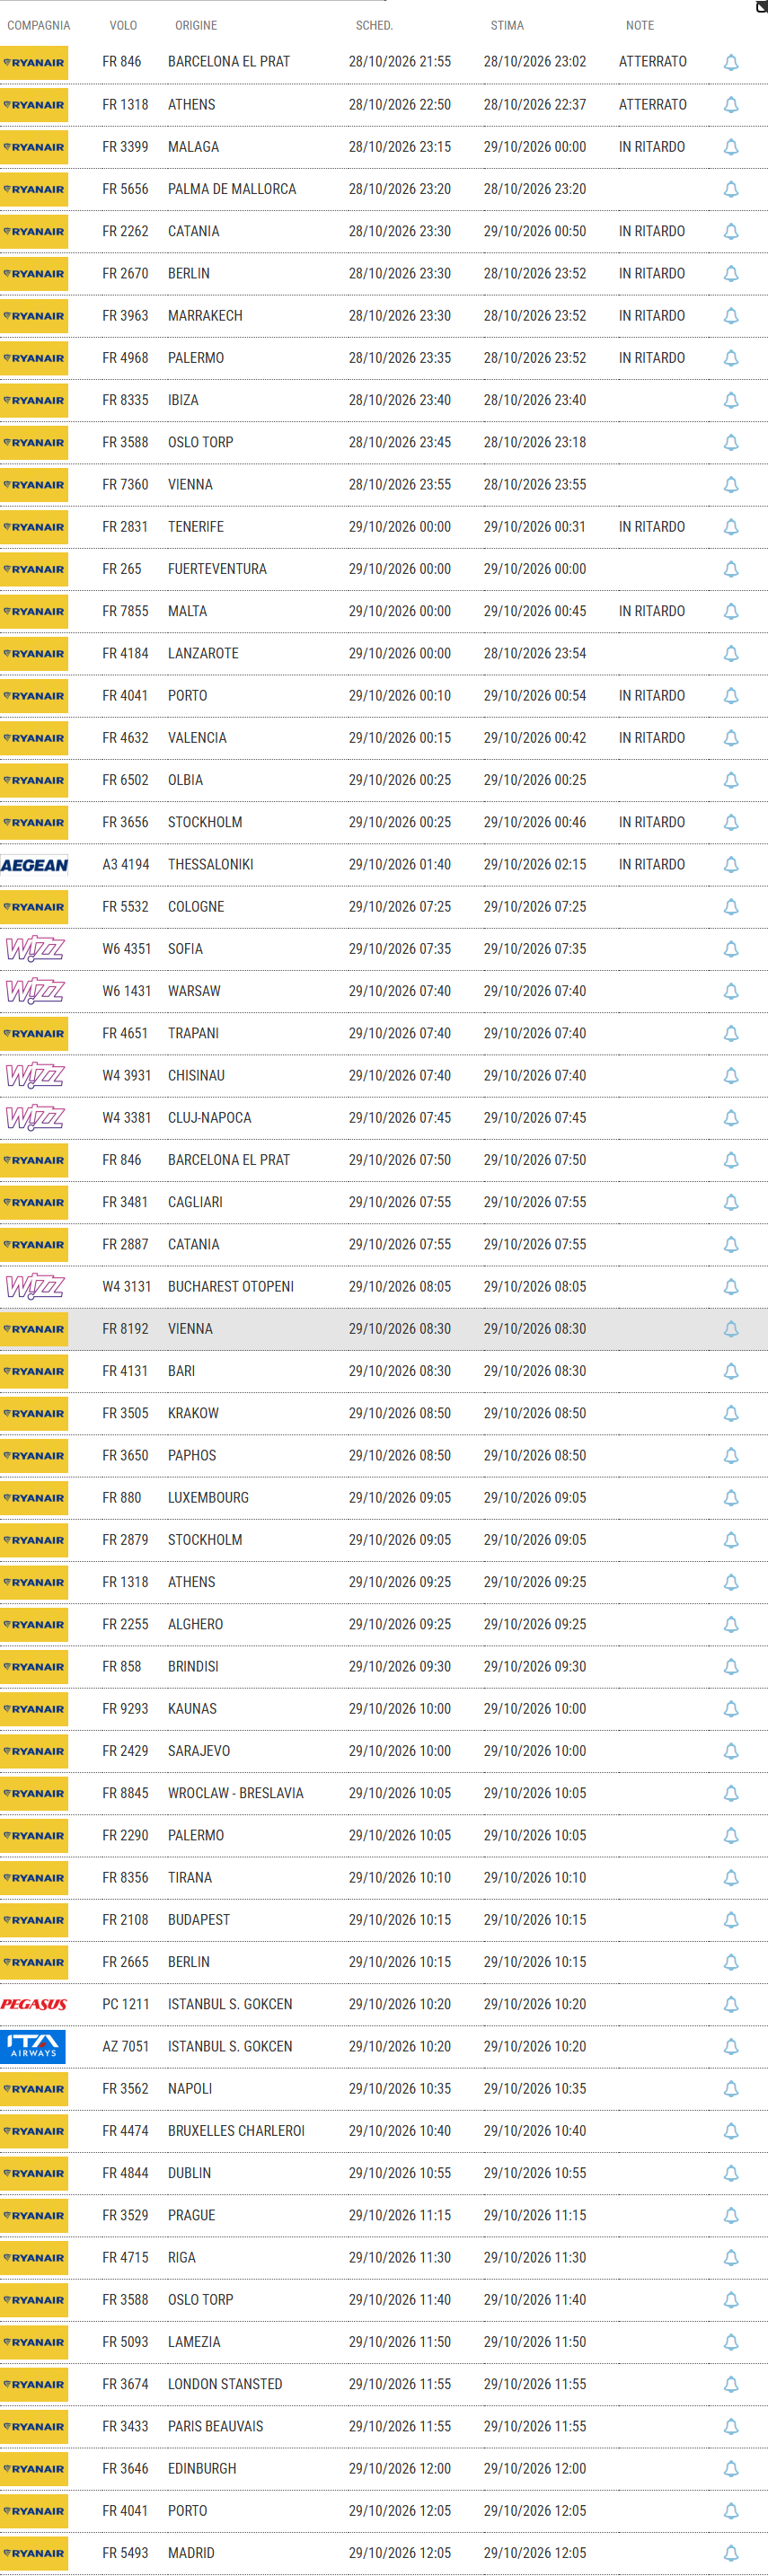 COMPAGNIA VOLO ORIGINE SCHED. STIMA NOTE
RYANAIR FR 846 BARCELONA EL PRAT 28/10/2026 21:55 28/10/2026 23:02 ATTERRATO
RYANAIR FR 1318 ATHENS 28/10/2026 22:50 28/10/2026 22:37 ATTERRATO
RYANAIR FR 3399 MALAGA 28/10/2026 23:15 29/10/2026 00:00 IN RITARDO
RYANAIR FR 5656 PALMA DE MALLORCA 28/10/2026 23:20 28/10/2026 23:20
RYANAIR FR 2262 CATANIA 28/10/2026 23:30 29/10/2026 00:50 IN RITARDO
RYANAIR FR 2670 BERLIN 28/10/2026 23:30 28/10/2026 23:52 IN RITARDO
RYANAIR FR 3963 MARRAKECH 28/10/2026 23:30 28/10/2026 23:52 IN RITARDO
RYANAIR FR 4968 PALERMO 28/10/2026 23:35 28/10/2026 23:52 IN RITARDO
RYANAIR FR 8335 IBIZA 28/10/2026 23:40 28/10/2026 23:40
RYANAIR FR 3588 OSLO TORP 28/10/2026 23:45 28/10/2026 23:18
RYANAIR FR 7360 VIENNA 28/10/2026 23:55 28/10/2026 23:55
RYANAIR FR 2831 TENERIFE 29/10/2026 00:00 29/10/2026 00:31 IN RITARDO
RYANAIR FR 265 FUERTEVENTURA 29/10/2026 00:00 29/10/2026 00:00
RYANAIR FR 7855 MALTA 29/10/2026 00:00 29/10/2026 00:45 IN RITARDO
RYANAIR FR 4184 LANZAROTE 29/10/2026 00:00 28/10/2026 23:54
RYANAIR FR 4041 PORTO 29/10/2026 00:10 29/10/2026 00:54 IN RITARDO
RYANAIR FR 4632 VALENCIA 29/10/2026 00:15 29/10/2026 00:42 IN RITARDO
RYANAIR FR 6502 OLBIA 29/10/2026 00:25 29/10/2026 00:25
RYANAIR FR 3656 STOCKHOLM 29/10/2026 00:25 29/10/2026 00:46 IN RITARDO
AEGEAN A3 4194 THESSALONIKI 29/10/2026 01:40 29/10/2026 02:15 IN RITARDO
RYANAIR FR 5532 COLOGNE 29/10/2026 07:25 29/10/2026 07:25
WIZZ W6 4351 SOFIA 29/10/2026 07:35 29/10/2026 07:35
WIZZ W6 1431 WARSAW 29/10/2026 07:40 29/10/2026 07:40
RYANAIR FR 4651 TRAPANI 29/10/2026 07:40 29/10/2026 07:40
WIZZ W4 3931 CHISINAU 29/10/2026 07:40 29/10/2026 07:40
WIZZ W4 3381 CLUJ-NAPOCA 29/10/2026 07:45 29/10/2026 07:45
RYANAIR FR 846 BARCELONA EL PRAT 29/10/2026 07:50 29/10/2026 07:50
RYANAIR FR 3481 CAGLIARI 29/10/2026 07:55 29/10/2026 07:55
RYANAIR FR 2887 CATANIA 29/10/2026 07:55 29/10/2026 07:55
WIZZ W4 3131 BUCHAREST OTOPENI 29/10/2026 08:05 29/10/2026 08:05
RYANAIR FR 8192 VIENNA 29/10/2026 08:30 29/10/2026 08:30
RYANAIR FR 4131 BARI 29/10/2026 08:30 29/10/2026 08:30
RYANAIR FR 3505 KRAKOW 29/10/2026 08:50 29/10/2026 08:50
RYANAIR FR 3650 PAPHOS 29/10/2026 08:50 29/10/2026 08:50
RYANAIR FR 880 LUXEMBOURG 29/10/2026 09:05 29/10/2026 09:05
RYANAIR FR 2879 STOCKHOLM 29/10/2026 09:05 29/10/2026 09:05
RYANAIR FR 1318 ATHENS 29/10/2026 09:25 29/10/2026 09:25
RYANAIR FR 2255 ALGHERO 29/10/2026 09:25 29/10/2026 09:25
RYANAIR FR 858 BRINDISI 29/10/2026 09:30 29/10/2026 09:30
RYANAIR FR 9293 KAUNAS 29/10/2026 10:00 29/10/2026 10:00
RYANAIR FR 2429 SARAJEVO 29/10/2026 10:00 29/10/2026 10:00
RYANAIR FR 8845 WROCLAW - BRESLAVIA 29/10/2026 10:05 29/10/2026 10:05
RYANAIR FR 2290 PALERMO 29/10/2026 10:05 29/10/2026 10:05
RYANAIR FR 8356 TIRANA 29/10/2026 10:10 29/10/2026 10:10
RYANAIR FR 2108 BUDAPEST 29/10/2026 10:15 29/10/2026 10:15
RYANAIR FR 2665 BERLIN 29/10/2026 10:15 29/10/2026 10:15
PEGASUS PC 1211 ISTANBUL S. GOKCEN 29/10/2026 10:20 29/10/2026 10:20
ITA AIRWAYS AZ 7051 ISTANBUL S. GOKCEN 29/10/2026 10:20 29/10/2026 10:20
RYANAIR FR 3562 NAPOLI 29/10/2026 10:35 29/10/2026 10:35
RYANAIR FR 4474 BRUXELLES CHARLEROI 29/10/2026 10:40 29/10/2026 10:40
RYANAIR FR 4844 DUBLIN 29/10/2026 10:55 29/10/2026 10:55
RYANAIR FR 3529 PRAGUE 29/10/2026 11:15 29/10/2026 11:15
RYANAIR FR 4715 RIGA 29/10/2026 11:30 29/10/2026 11:30
RYANAIR FR 3588 OSLO TORP 29/10/2026 11:40 29/10/2026 11:40
RYANAIR FR 5093 LAMEZIA 29/10/2026 11:50 29/10/2026 11:50
RYANAIR FR 3674 LONDON STANSTED 29/10/2026 11:55 29/10/2026 11:55
RYANAIR FR 3433 PARIS BEAUVAIS 29/10/2026 11:55 29/10/2026 11:55
RYANAIR FR 3646 EDINBURGH 29/10/2026 12:00 29/10/2026 12:00
RYANAIR FR 4041 PORTO 29/10/2026 12:05 29/10/2026 12:05
RYANAIR FR 5493 MADRID 29/10/2026 12:05 29/10/2026 12:05